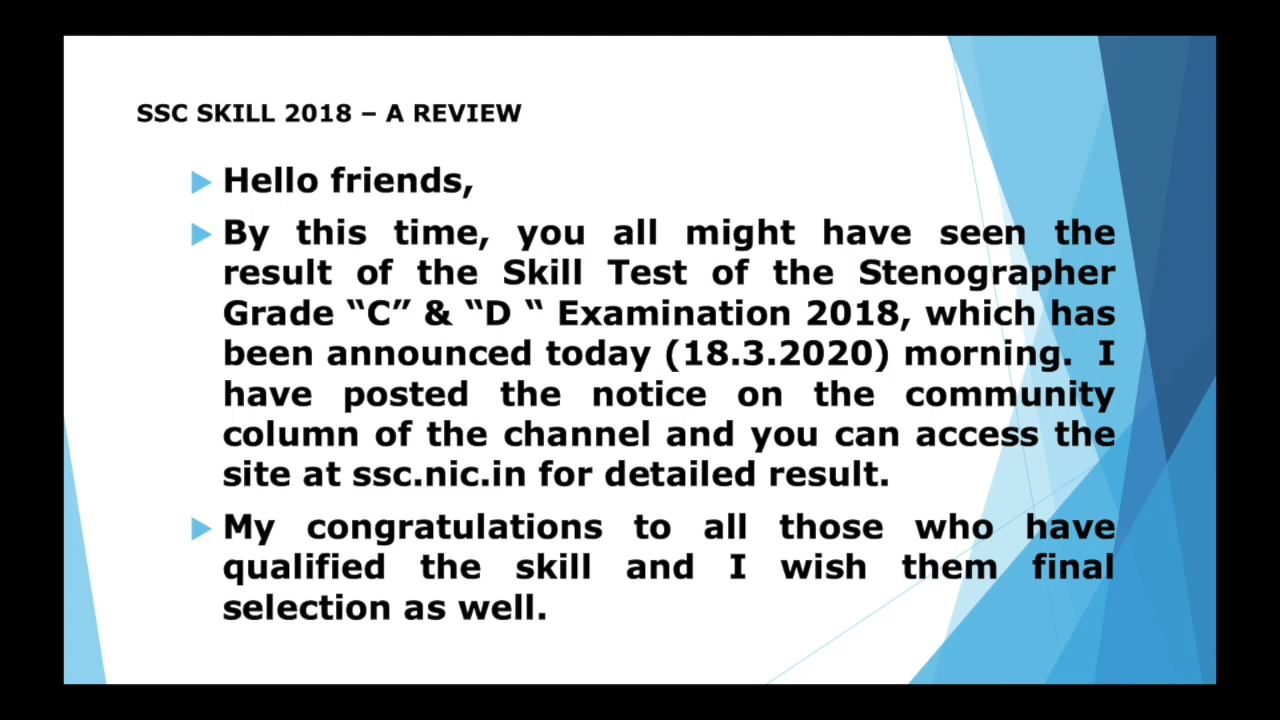 SSC SKILL 2018 – A REVIEW
Hello friends,
By this time, you all might have seen the
result of the Skill Test of the Stenographer
Grade “C” & “D “ Examination 2018, which has
been announced today (18.3.2020) morning. I
have posted the notice on the community
column of the channel and you can access the
site at ssc.nic.in for detailed result.
My congratulations to all those who have
qualified the skill and I wish them final
selection as well.